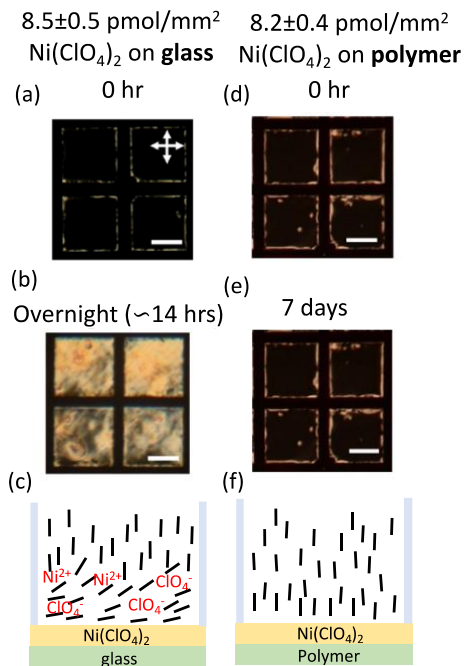 8.5±0.5 pmol/mm²
Ni(ClO₄)₂ on glass
(a) 0 hr
(b)
Overnight (∽14 hrs)
(c)
Ni²⁺ Ni²⁺ ClO₄⁻
ClO₄⁻ ClO₄⁻
Ni(ClO₄)₂
glass
8.2±0.4 pmol/mm²
Ni(ClO₄)₂ on polymer
(d) 0 hr
(e)
7 days
(f)
Ni(ClO₄)₂
Polymer